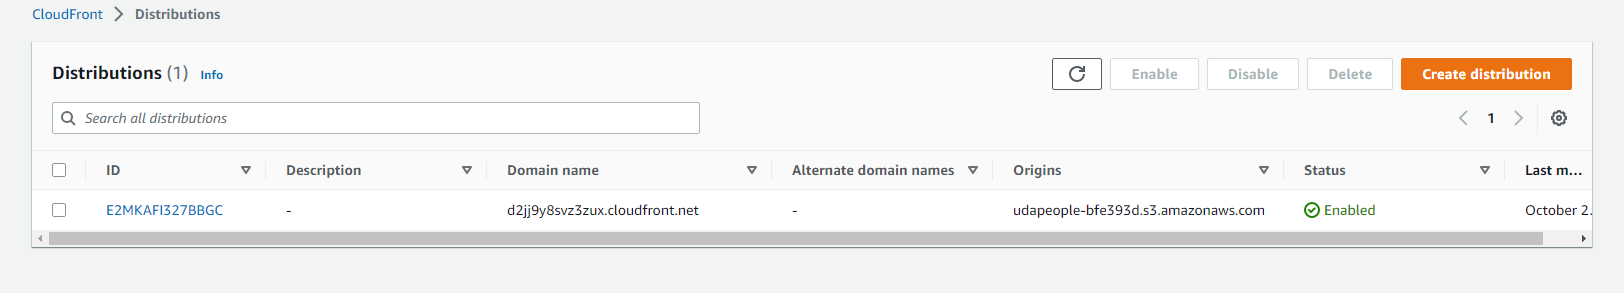 CloudFront > Distributions
Distributions (1) Info
Enable Disable Delete Create distribution
Search all distributions
1
ID Description Domain name Alternate domain names Origins Status Last m...
E2MKAFI327BBGC - d2jj9y8svz3zux.cloudfront.net - udapeople-bfe393d.s3.amazonaws.com Enabled October 2